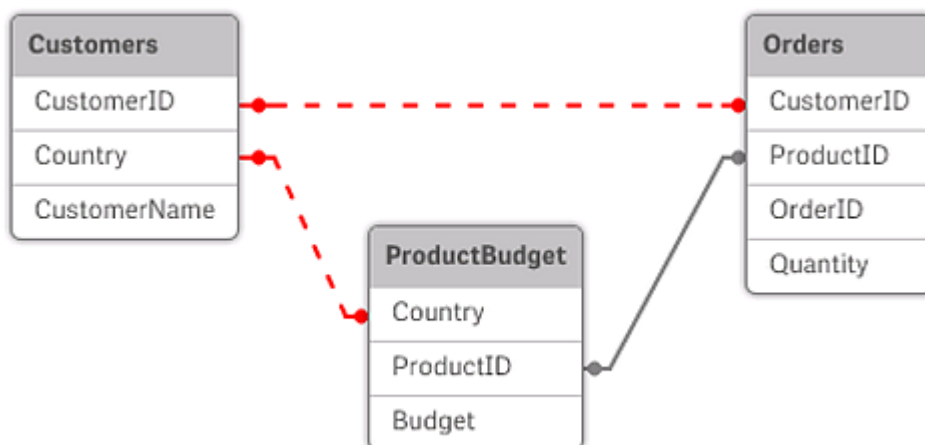 Customers
CustomerID
Country
CustomerName
Orders
CustomerID
ProductID
OrderID
Quantity
ProductBudget
Country
ProductID
Budget